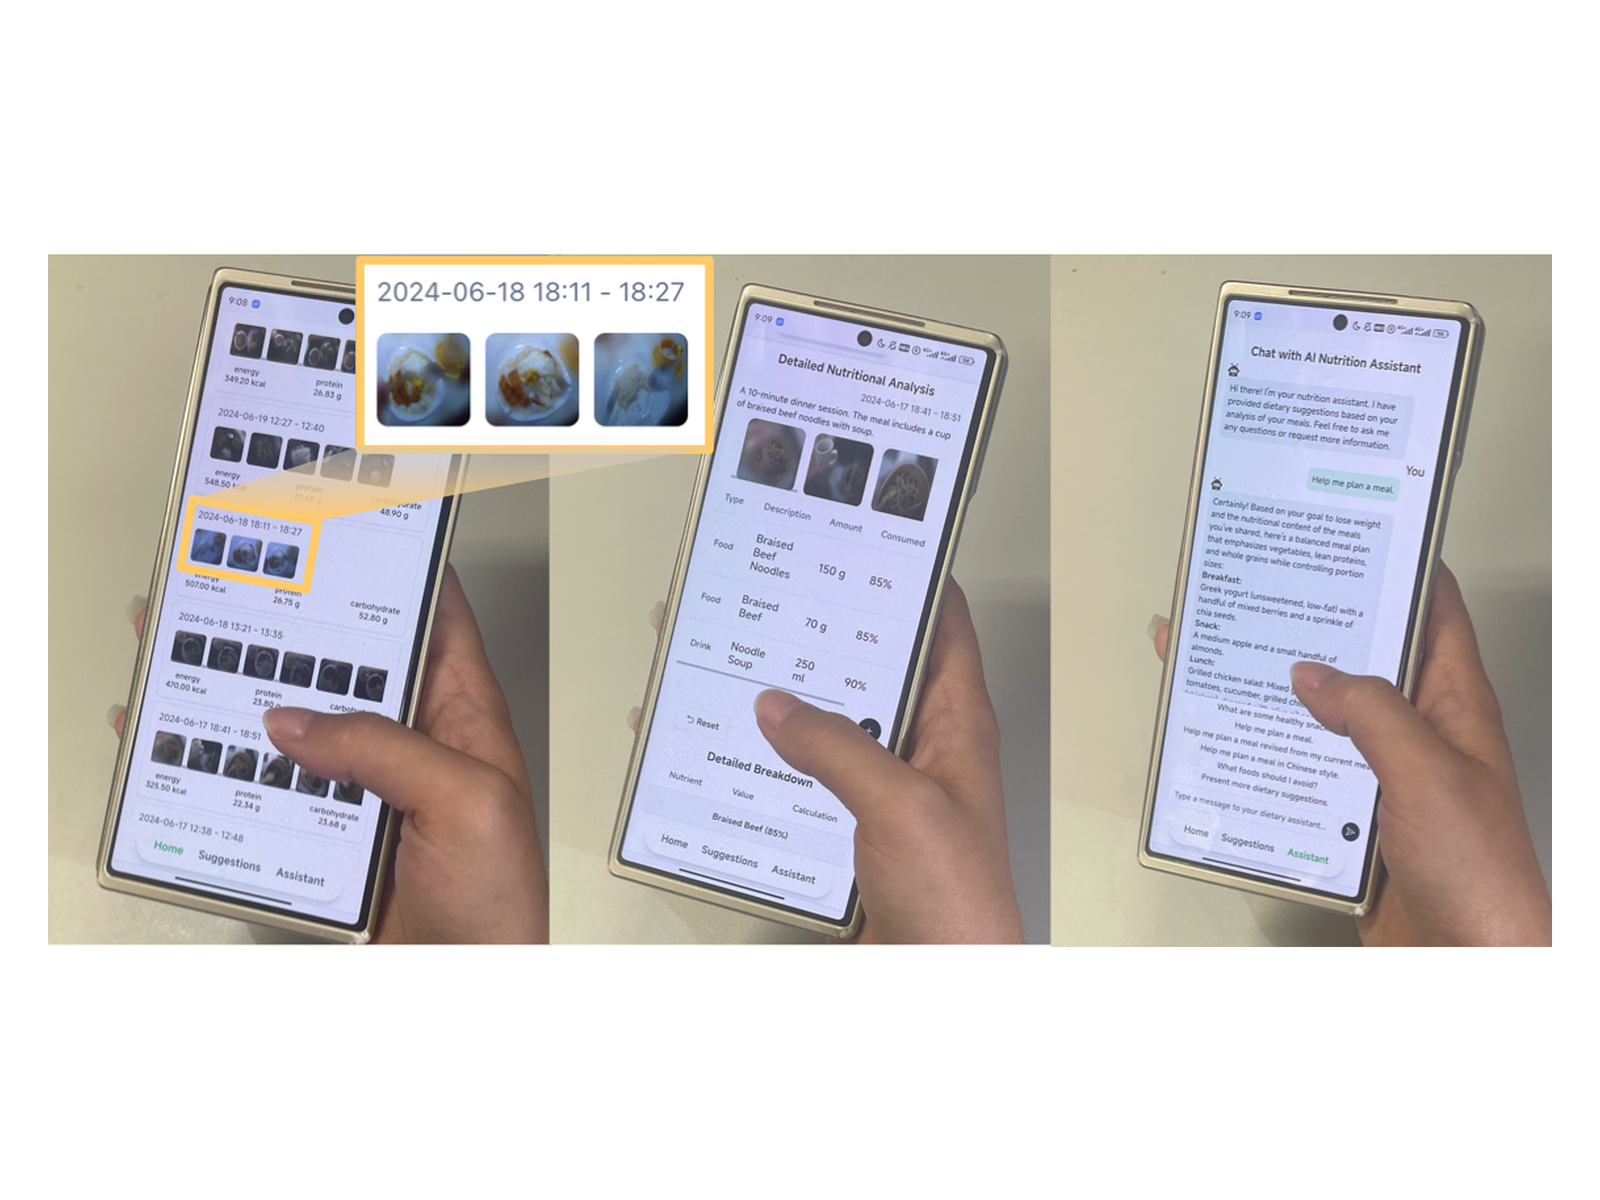 2024-06-18 18:11 - 18:27
9:08
energy
349.20 kcal
protein
26.83 g
2024-06-19 12:27 - 12:40
energy
548.50 kcal
protein
22.68 g
carbohydrate
48.90 g
2024-06-18 18:11 - 18:27
energy
507.00 kcal
protein
26.75 g
carbohydrate
52.80 g
2024-06-18 13:21 - 13:35
energy
470.00 kcal
protein
23.80 g
2024-06-17 18:41 - 18:51
energy
325.50 kcal
protein
22.34 g
carbohydrate
23.68 g
2024-06-17 12:38 - 12:48
Home
Suggestions
Assistant
9:09
Detailed Nutritional Analysis
2024-06-17 18:41 - 18:51
A 10-minute dinner session. The meal includes a cup
of braised beef noodles with soup.
Type Description Amount Consumed
Food Braised
Beef
Noodles 150 g 85%
Food Braised
Beef 70 g 85%
Drink Noodle
Soup 250
ml 90%
Reset
Detailed Breakdown
Nutrient Value Calculation
Braised Beef (85%)
Home
Suggestions
Assistant
9:09
Chat with AI Nutrition Assistant
Hi there! I'm your nutrition assistant. I have
provided dietary suggestions based on your
analysis of your meals. Feel free to ask me
any questions or request more information.
You
Help me plan a meal.
Certainly! Based on your goal to lose weight
and the nutritional content of the meals
you've shared, here's a balanced meal plan
that emphasizes vegetables, lean proteins,
and whole grains while controlling portion
sizes:
Breakfast:
Greek yogurt (unsweetened, low-fat) with a
handful of mixed berries and a sprinkle of
chia seeds.
Snack:
A medium apple and a small handful of
almonds.
Lunch:
Grilled chicken salad: Mixed
tomatoes, cucumber, grilled
What are some healthy
Help me plan a meal.
Help me plan a meal revised from my current
Help me plan a meal in Chinese style.
What foods should I avoid?
Present more dietary suggestions.
Type a message to your dietary assistant...
Home
Suggestions
Assistant